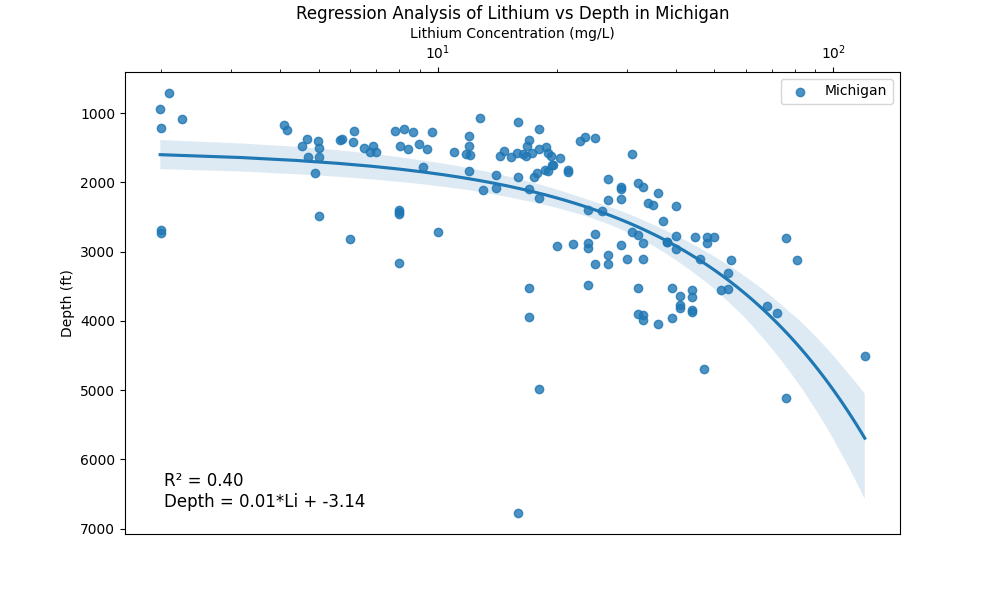 Regression Analysis of Lithium vs Depth in Michigan
Lithium Concentration (mg/L)
10¹ 10²
Michigan
Depth (ft)
1000
2000
3000
4000
5000
6000
7000
R² = 0.40
Depth = 0.01*Li + -3.14